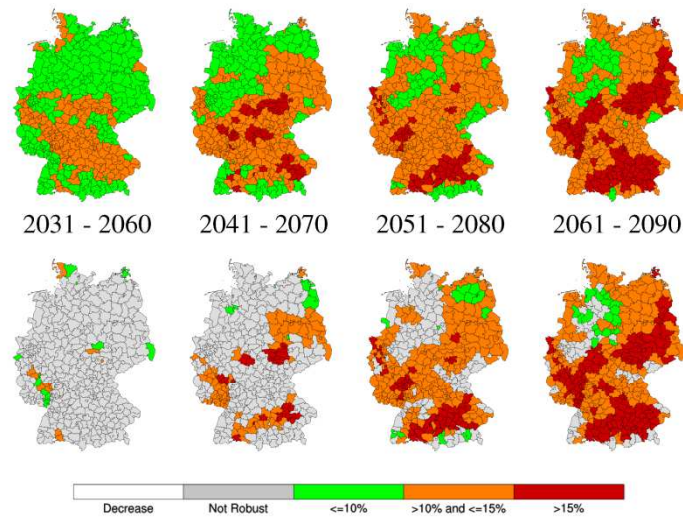 2031 - 2060 2041 - 2070 2051 - 2080 2061 - 2090
Decrease Not Robust <=10% >10% and <=15% >15%